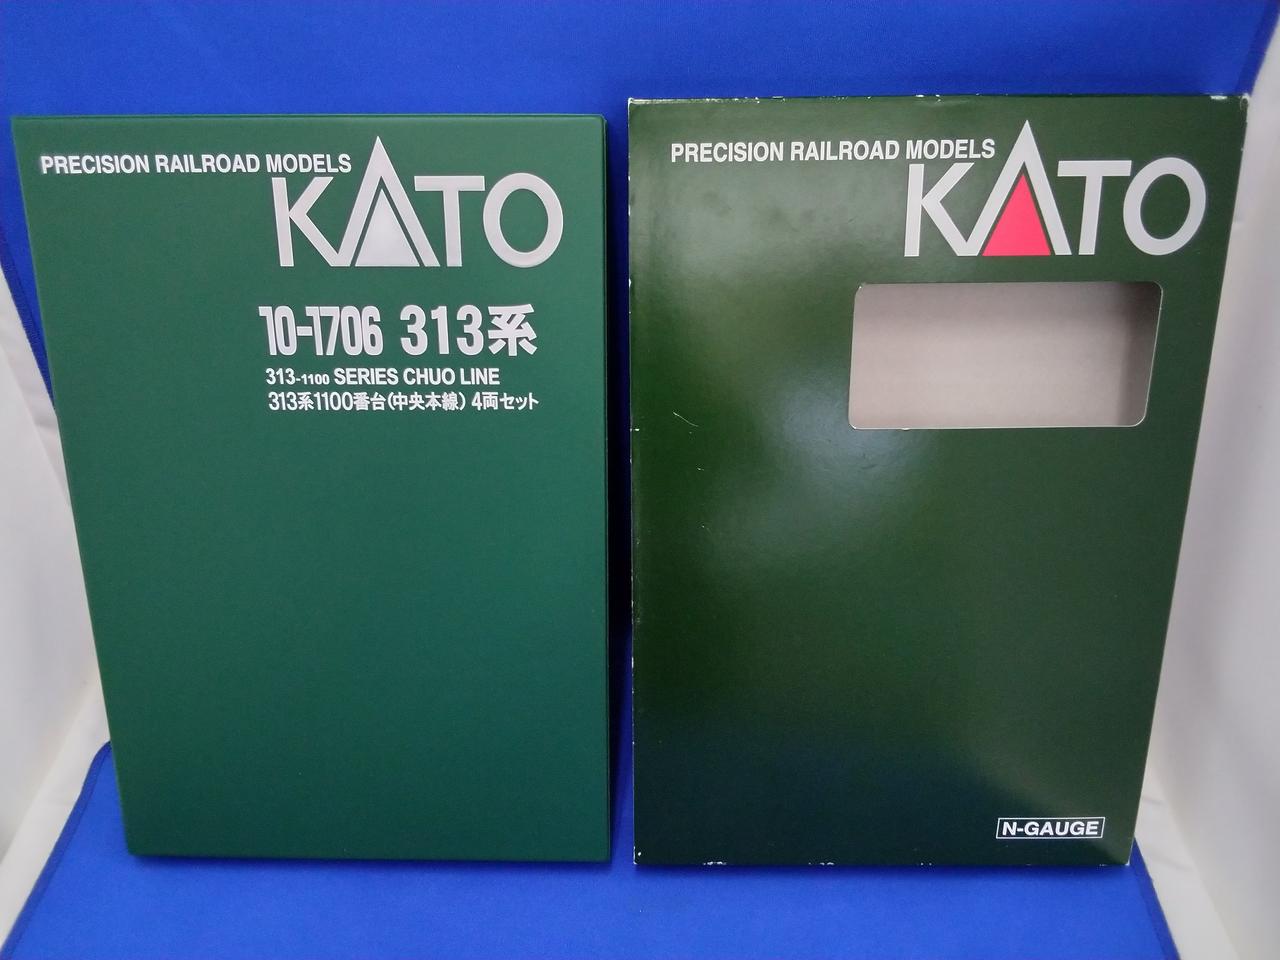 PRECISION RAILROAD MODELS
KATO
10-1706 313系
313-1100 SERIES CHUO LINE
313系1100番台(中央本線) 4両セット
PRECISION RAILROAD MODELS
KATO
N-GAUGE